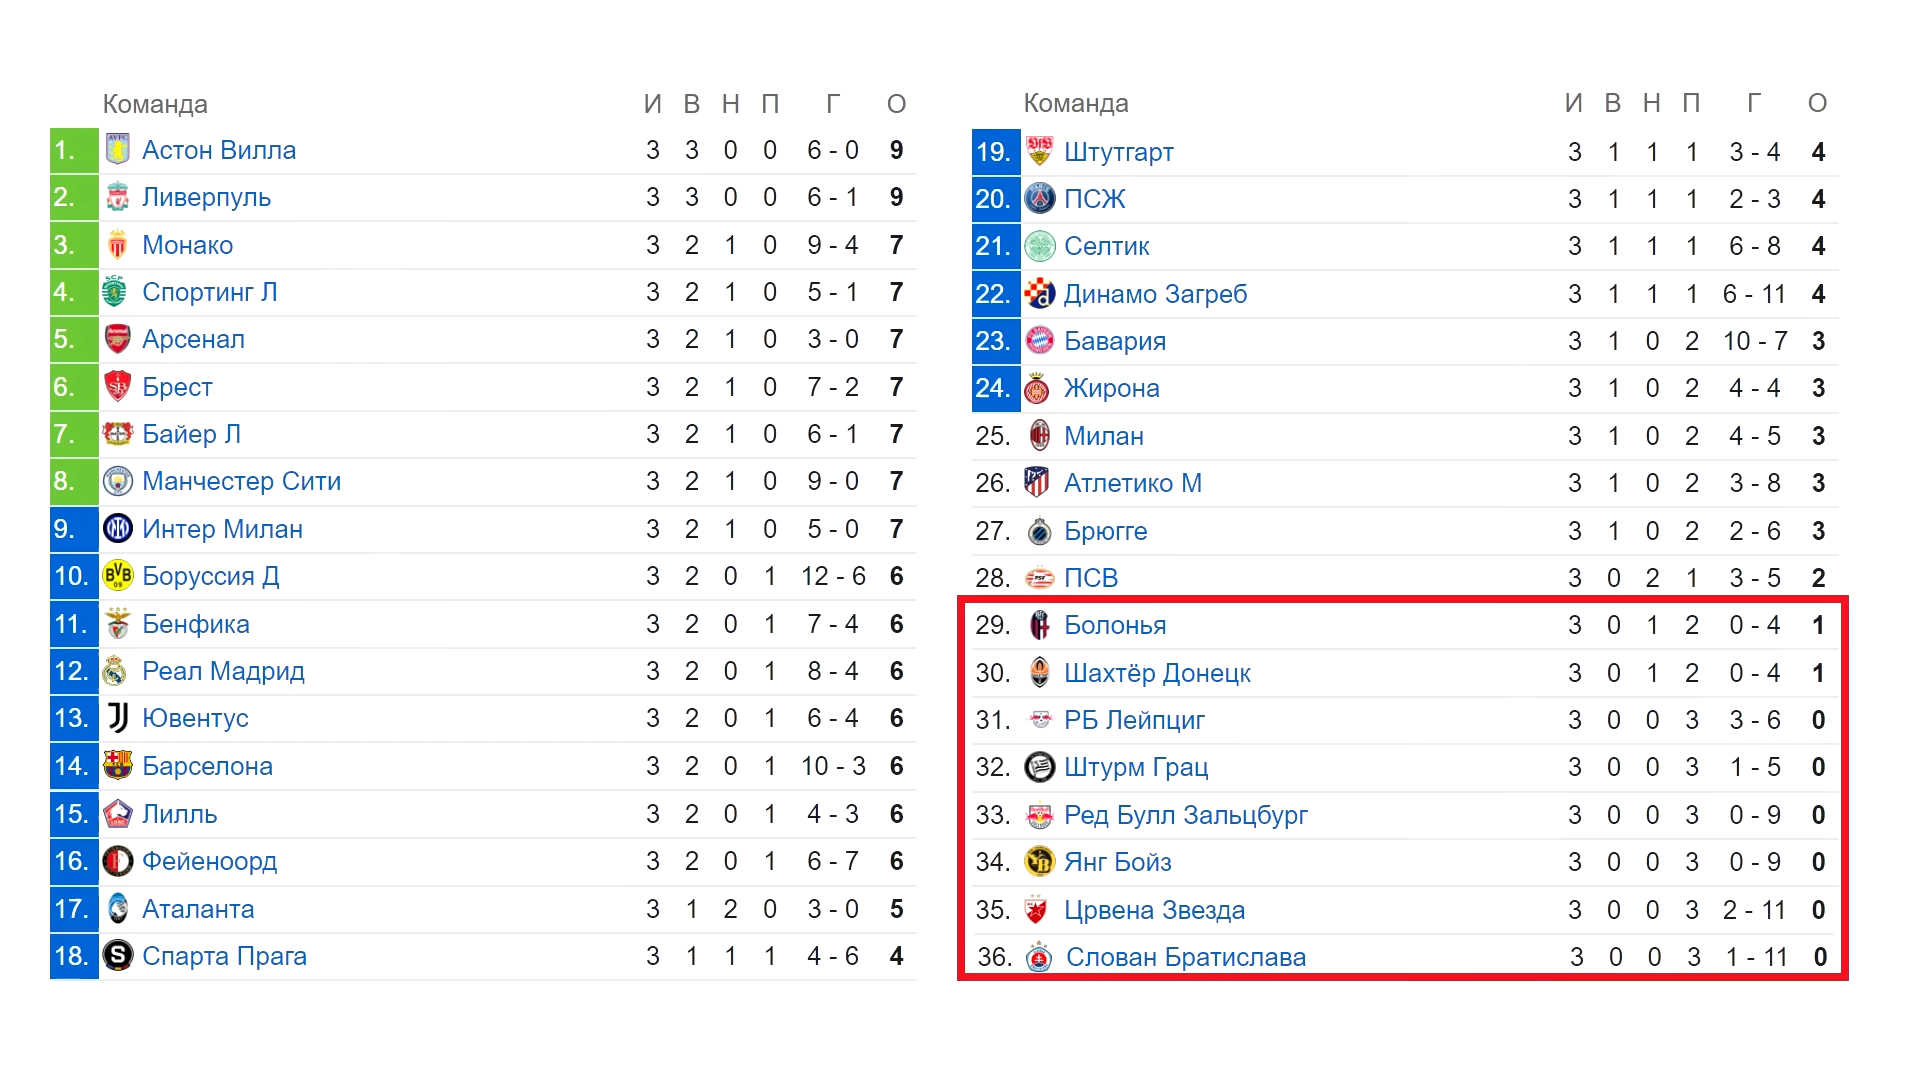 Команда И В Н П Г О
1. Астон Вилла 3 3 0 0 6 - 0 9
2. Ливерпуль 3 3 0 0 6 - 1 9
3. Монако 3 2 1 0 9 - 4 7
4. Спортинг Л 3 2 1 0 5 - 1 7
5. Арсенал 3 2 1 0 3 - 0 7
6. Брест 3 2 1 0 7 - 2 7
7. Байер Л 3 2 1 0 6 - 1 7
8. Манчестер Сити 3 2 1 0 9 - 0 7
9. Интер Милан 3 2 1 0 5 - 0 7
10. Боруссия Д 3 2 0 1 12 - 6 6
11. Бенфика 3 2 0 1 7 - 4 6
12. Реал Мадрид 3 2 0 1 8 - 4 6
13. Ювентус 3 2 0 1 6 - 4 6
14. Барселона 3 2 0 1 10 - 3 6
15. Лилль 3 2 0 1 4 - 3 6
16. Фейеноорд 3 2 0 1 6 - 7 6
17. Аталанта 3 1 2 0 3 - 0 5
18. Спарта Прага 3 1 1 1 4 - 6 4
Команда И В Н П Г О
19. Штутгарт 3 1 1 1 3 - 4 4
20. ПСЖ 3 1 1 1 2 - 3 4
21. Селтик 3 1 1 1 6 - 8 4
22. Динамо Загреб 3 1 1 1 6 - 11 4
23. Бавария 3 1 0 2 10 - 7 3
24. Жирона 3 1 0 2 4 - 4 3
25. Милан 3 1 0 2 4 - 5 3
26. Атлетико М 3 1 0 2 3 - 8 3
27. Брюгге 3 1 0 2 2 - 6 3
28. ПСВ 3 0 2 1 3 - 5 2
29. Болонья 3 0 1 2 0 - 4 1
30. Шахтёр Донецк 3 0 1 2 0 - 4 1
31. РБ Лейпциг 3 0 0 3 3 - 6 0
32. Штурм Грац 3 0 0 3 1 - 5 0
33. Ред Булл Зальцбург 3 0 0 3 0 - 9 0
34. Янг Бойз 3 0 0 3 0 - 9 0
35. Црвена Звезда 3 0 0 3 2 - 11 0
36. Слован Братислава 3 0 0 3 1 - 11 0